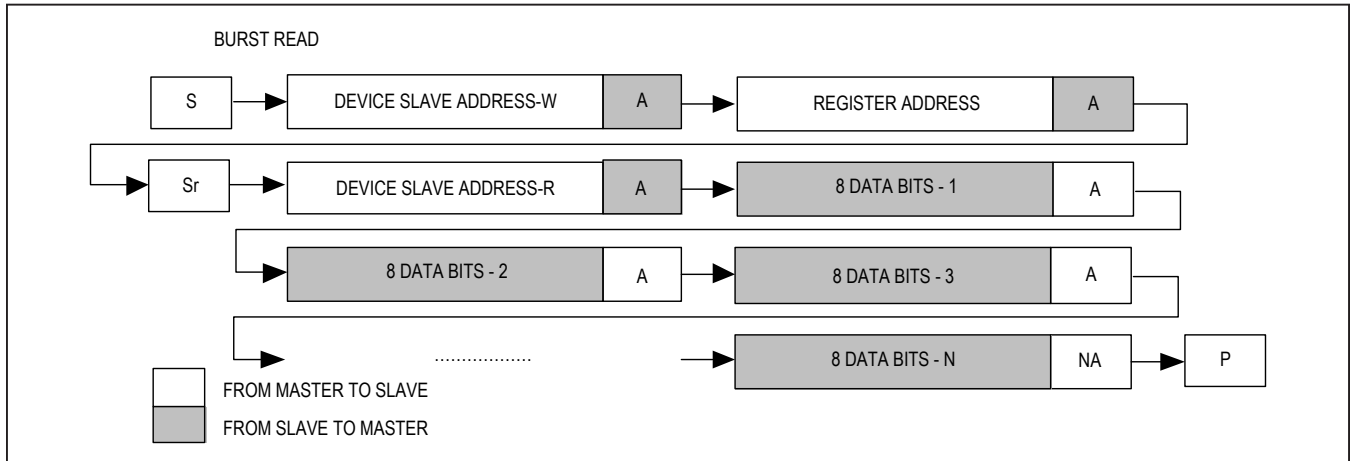 BURST READ
S DEVICE SLAVE ADDRESS-W A REGISTER ADDRESS A
Sr DEVICE SLAVE ADDRESS-R A 8 DATA BITS - 1 A
8 DATA BITS - 2 A 8 DATA BITS - 3 A
.................. 8 DATA BITS - N NA P
FROM MASTER TO SLAVE
FROM SLAVE TO MASTER